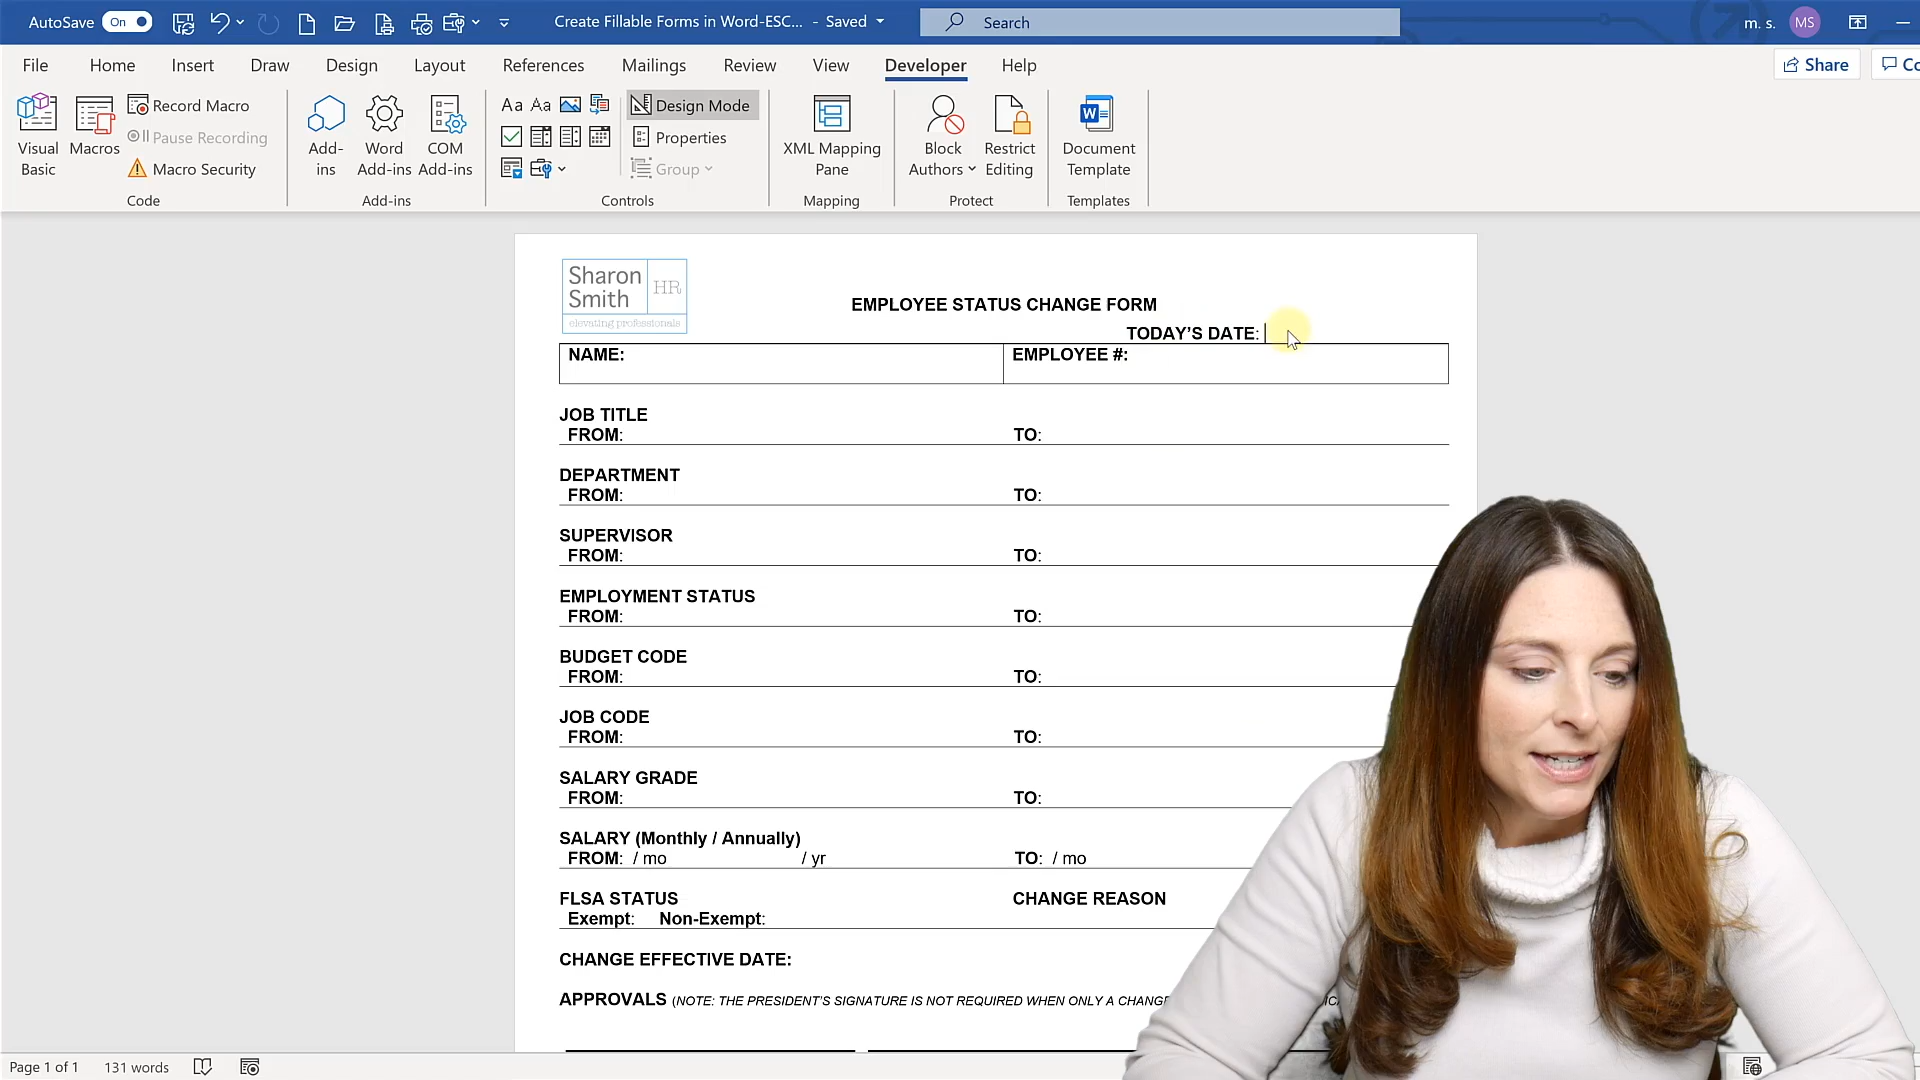 AutoSave On Create Fillable Forms in Word-ESC... - Saved Search m. s. MS
File Home Insert Draw Design Layout References Mailings Review View Developer Help Share Co
Visual Basic
Macros
Record Macro
Pause Recording
Macro Security
Code
Add-ins
Word Add-ins
COM Add-ins
Add-ins
Aa Aa
Design Mode
Properties
Group
Controls
XML Mapping Pane
Mapping
Block Authors
Restrict Editing
Protect
Document Template
Templates
Sharon Smith HR
elevating professionals
EMPLOYEE STATUS CHANGE FORM
TODAY'S DATE:
NAME: EMPLOYEE #:
JOB TITLE
FROM: TO:
DEPARTMENT
FROM: TO:
SUPERVISOR
FROM: TO:
EMPLOYMENT STATUS
FROM: TO:
BUDGET CODE
FROM: TO:
JOB CODE
FROM: TO:
SALARY GRADE
FROM: TO:
SALARY (Monthly / Annually)
FROM: / mo / yr TO: / mo
FLSA STATUS CHANGE REASON
Exempt: Non-Exempt:
CHANGE EFFECTIVE DATE:
APPROVALS (NOTE: THE PRESIDENT'S SIGNATURE IS NOT REQUIRED WHEN ONLY A CHANGE
Page 1 of 1 131 words